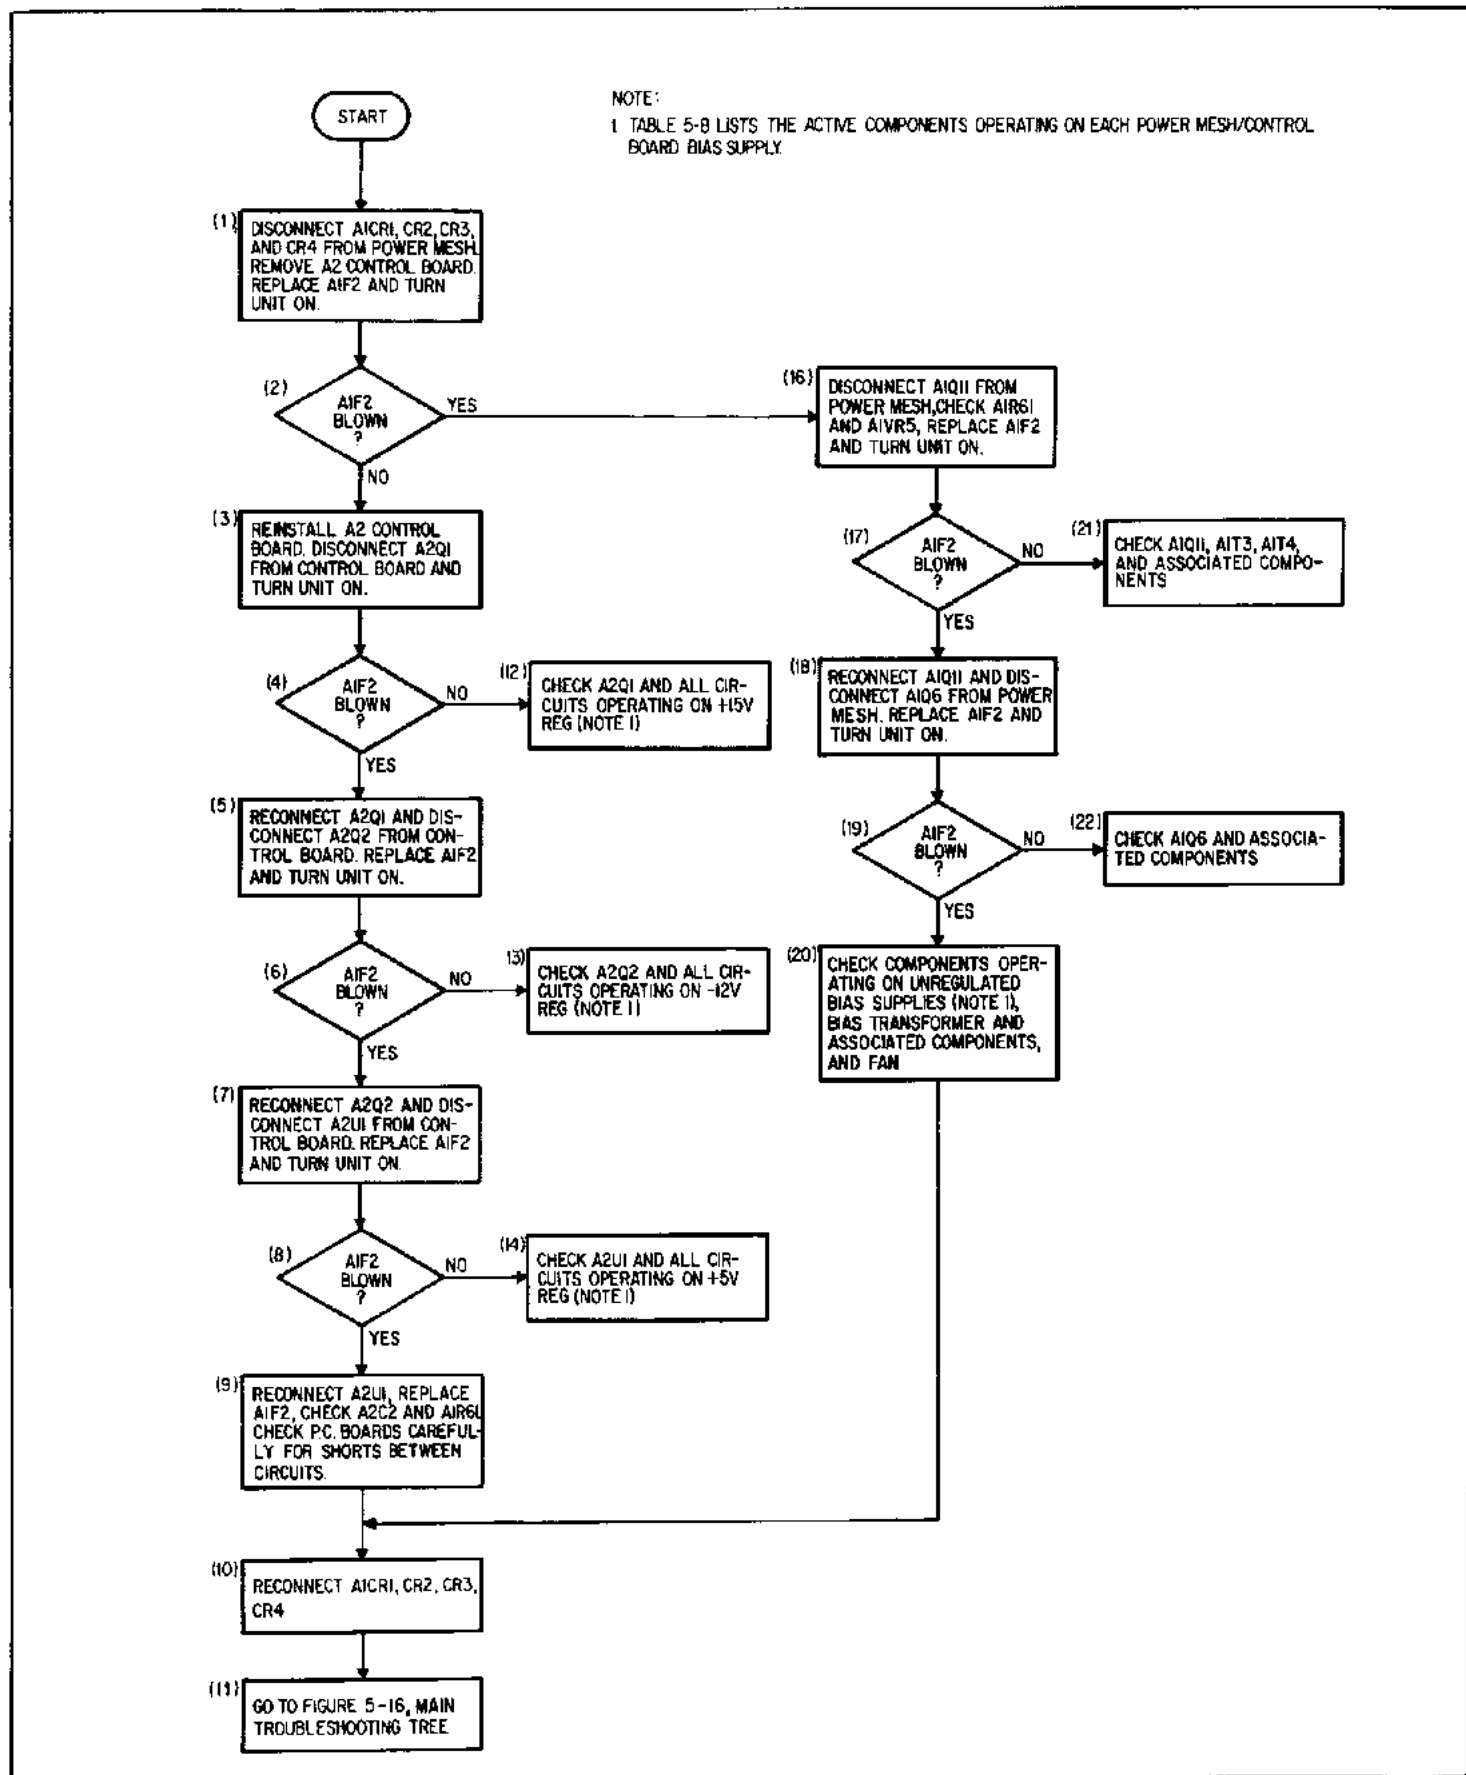 START
NOTE:
1 TABLE 5-8 LISTS THE ACTIVE COMPONENTS OPERATING ON EACH POWER MESH/CONTROL
BOARD BIAS SUPPLY.
(1)
DISCONNECT A1CR1, CR2, CR3,
AND CR4 FROM POWER MESH.
REMOVE A2 CONTROL BOARD.
REPLACE A1F2 AND TURN
UNIT ON.
(2)
A1F2
BLOWN
?
YES
NO
(16)
DISCONNECT A1Q11 FROM
POWER MESH, CHECK A1R61
AND A1VR5, REPLACE A1F2
AND TURN UNIT ON.
(3)
REINSTALL A2 CONTROL
BOARD. DISCONNECT A2Q1
FROM CONTROL BOARD AND
TURN UNIT ON.
(17)
A1F2
BLOWN
?
NO
YES
(21)
CHECK A1Q11, A1T3, A1T4,
AND ASSOCIATED COMPO-
NENTS
(4)
A1F2
BLOWN
?
NO
YES
(12)
CHECK A2Q1 AND ALL CIR-
CUITS OPERATING ON +15V
REG (NOTE 1)
(18)
RECONNECT A1Q11 AND DIS-
CONNECT A1Q6 FROM POWER
MESH. REPLACE A1F2 AND
TURN UNIT ON.
(5)
RECONNECT A2Q1 AND DIS-
CONNECT A2Q2 FROM CON-
TROL BOARD. REPLACE A1F2
AND TURN UNIT ON.
(19)
A1F2
BLOWN
?
NO
YES
(22)
CHECK A1Q6 AND ASSOCIA-
TED COMPONENTS
(6)
A1F2
BLOWN
?
NO
YES
13)
CHECK A2Q2 AND ALL CIR-
CUITS OPERATING ON -12V
REG (NOTE 1)
(20)
CHECK COMPONENTS OPER-
ATING ON UNREGULATED
BIAS SUPPLIES (NOTE 1),
BIAS TRANSFORMER AND
ASSOCIATED COMPONENTS,
AND FAN
(7)
RECONNECT A2Q2 AND DIS-
CONNECT A2U1 FROM CON-
TROL BOARD. REPLACE A1F2
AND TURN UNIT ON.
(8)
A1F2
BLOWN
?
NO
YES
(14)
CHECK A2U1 AND ALL CIR-
CUITS OPERATING ON +5V
REG (NOTE 1)
(9)
RECONNECT A2U1, REPLACE
A1F2, CHECK A2C2 AND A1R61.
CHECK P.C. BOARDS CAREFUL-
LY FOR SHORTS BETWEEN
CIRCUITS.
(10)
RECONNECT A1CR1, CR2, CR3,
CR4
(11)
GO TO FIGURE 5-16, MAIN
TROUBLESHOOTING TREE